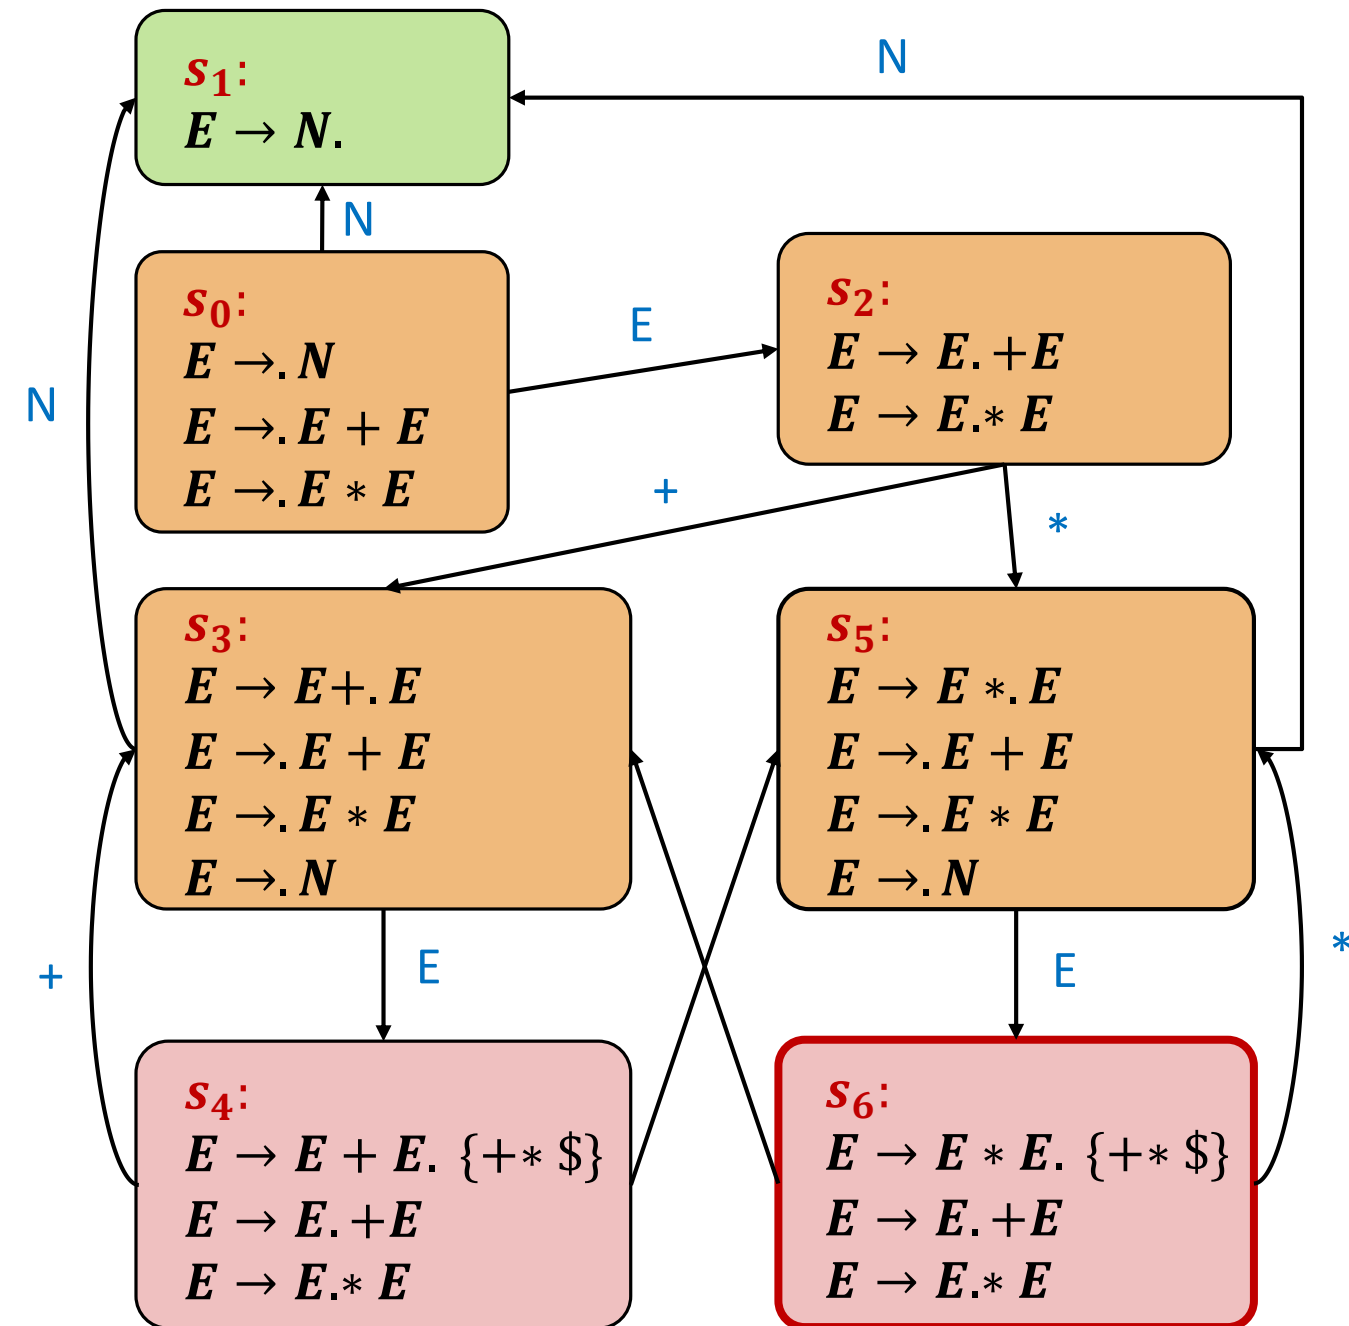 s₁:
E → N.
N
N
s₀:
E →. N
E →. E + E
E →. E * E
E
s₂:
E → E. +E
E → E.* E
N
+
*
s₃:
E → E+. E
E →. E + E
E →. E * E
E →. N
s₅:
E → E *. E
E →. E + E
E →. E * E
E →. N
+
E
E
*
s₄:
E → E + E. {+* $}
E → E. +E
E → E.* E
s₆:
E → E * E. {+* $}
E → E. +E
E → E.* E